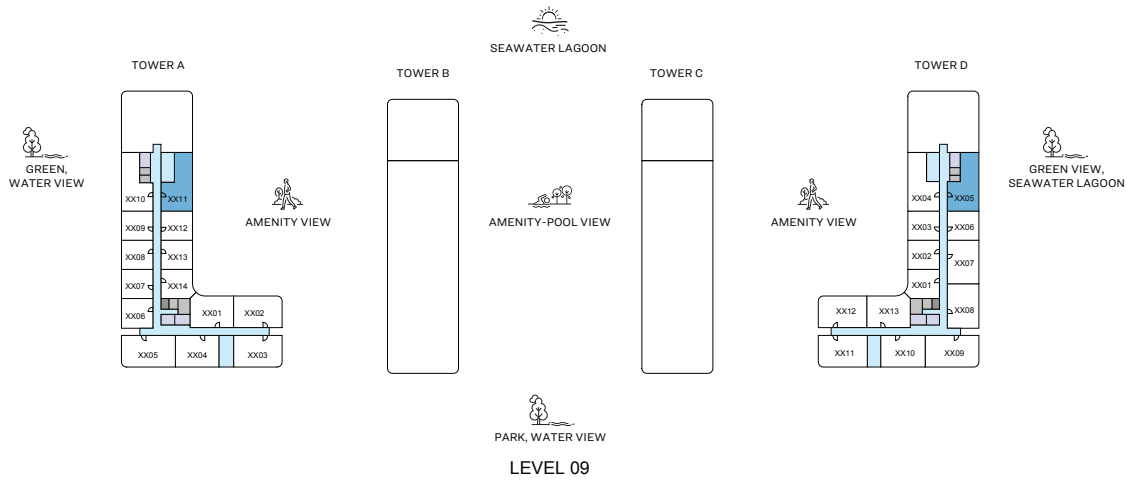 SEAWATER LAGOON
TOWER A
TOWER B
TOWER C
TOWER D
GREEN,
WATER VIEW
AMENITY VIEW
AMENITY-POOL VIEW
AMENITY VIEW
GREEN VIEW,
SEAWATER LAGOON
XX10 XX11
XX09 XX12
XX08 XX13
XX07 XX14
XX06
XX01 XX02
XX05 XX04 XX03
XX04 XX05
XX03 XX06
XX02 XX07
XX01
XX12 XX13 XX08
XX11 XX10 XX09
PARK, WATER VIEW
LEVEL 09